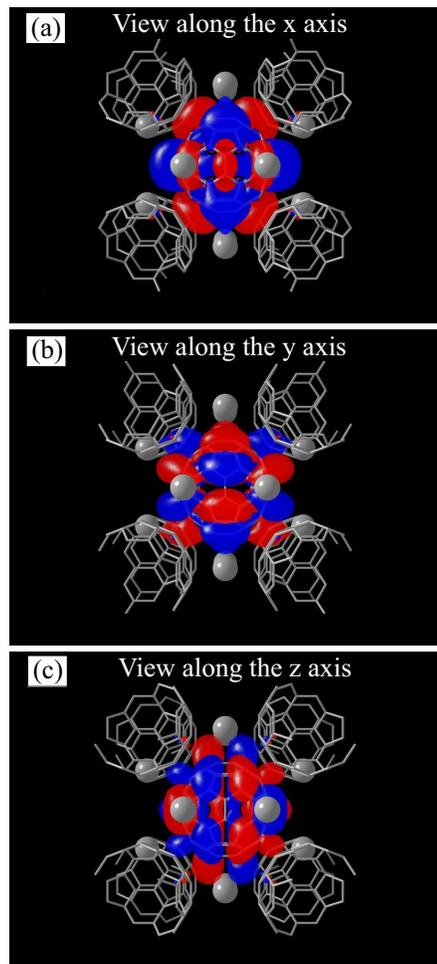 (a) View along the x axis
(b) View along the y axis
(c) View along the z axis